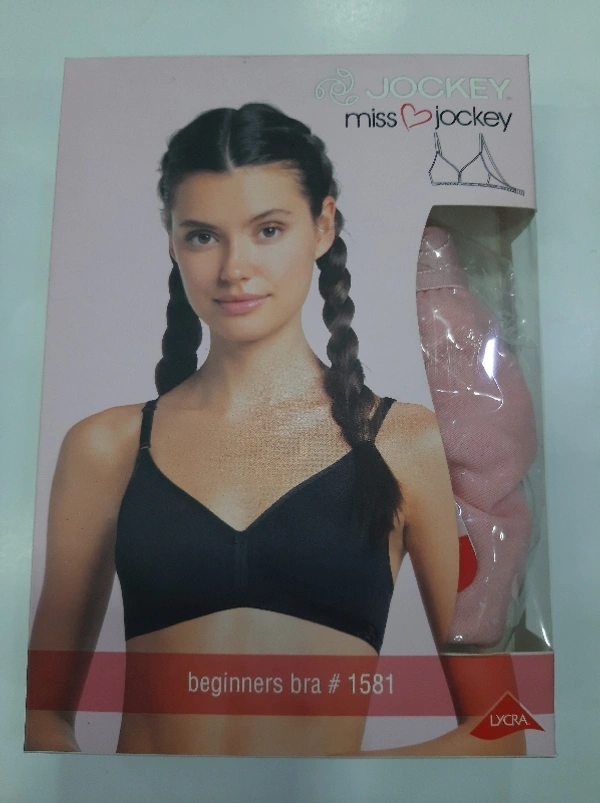 JOCKEY
miss jockey
beginners bra # 1581
LYCRA